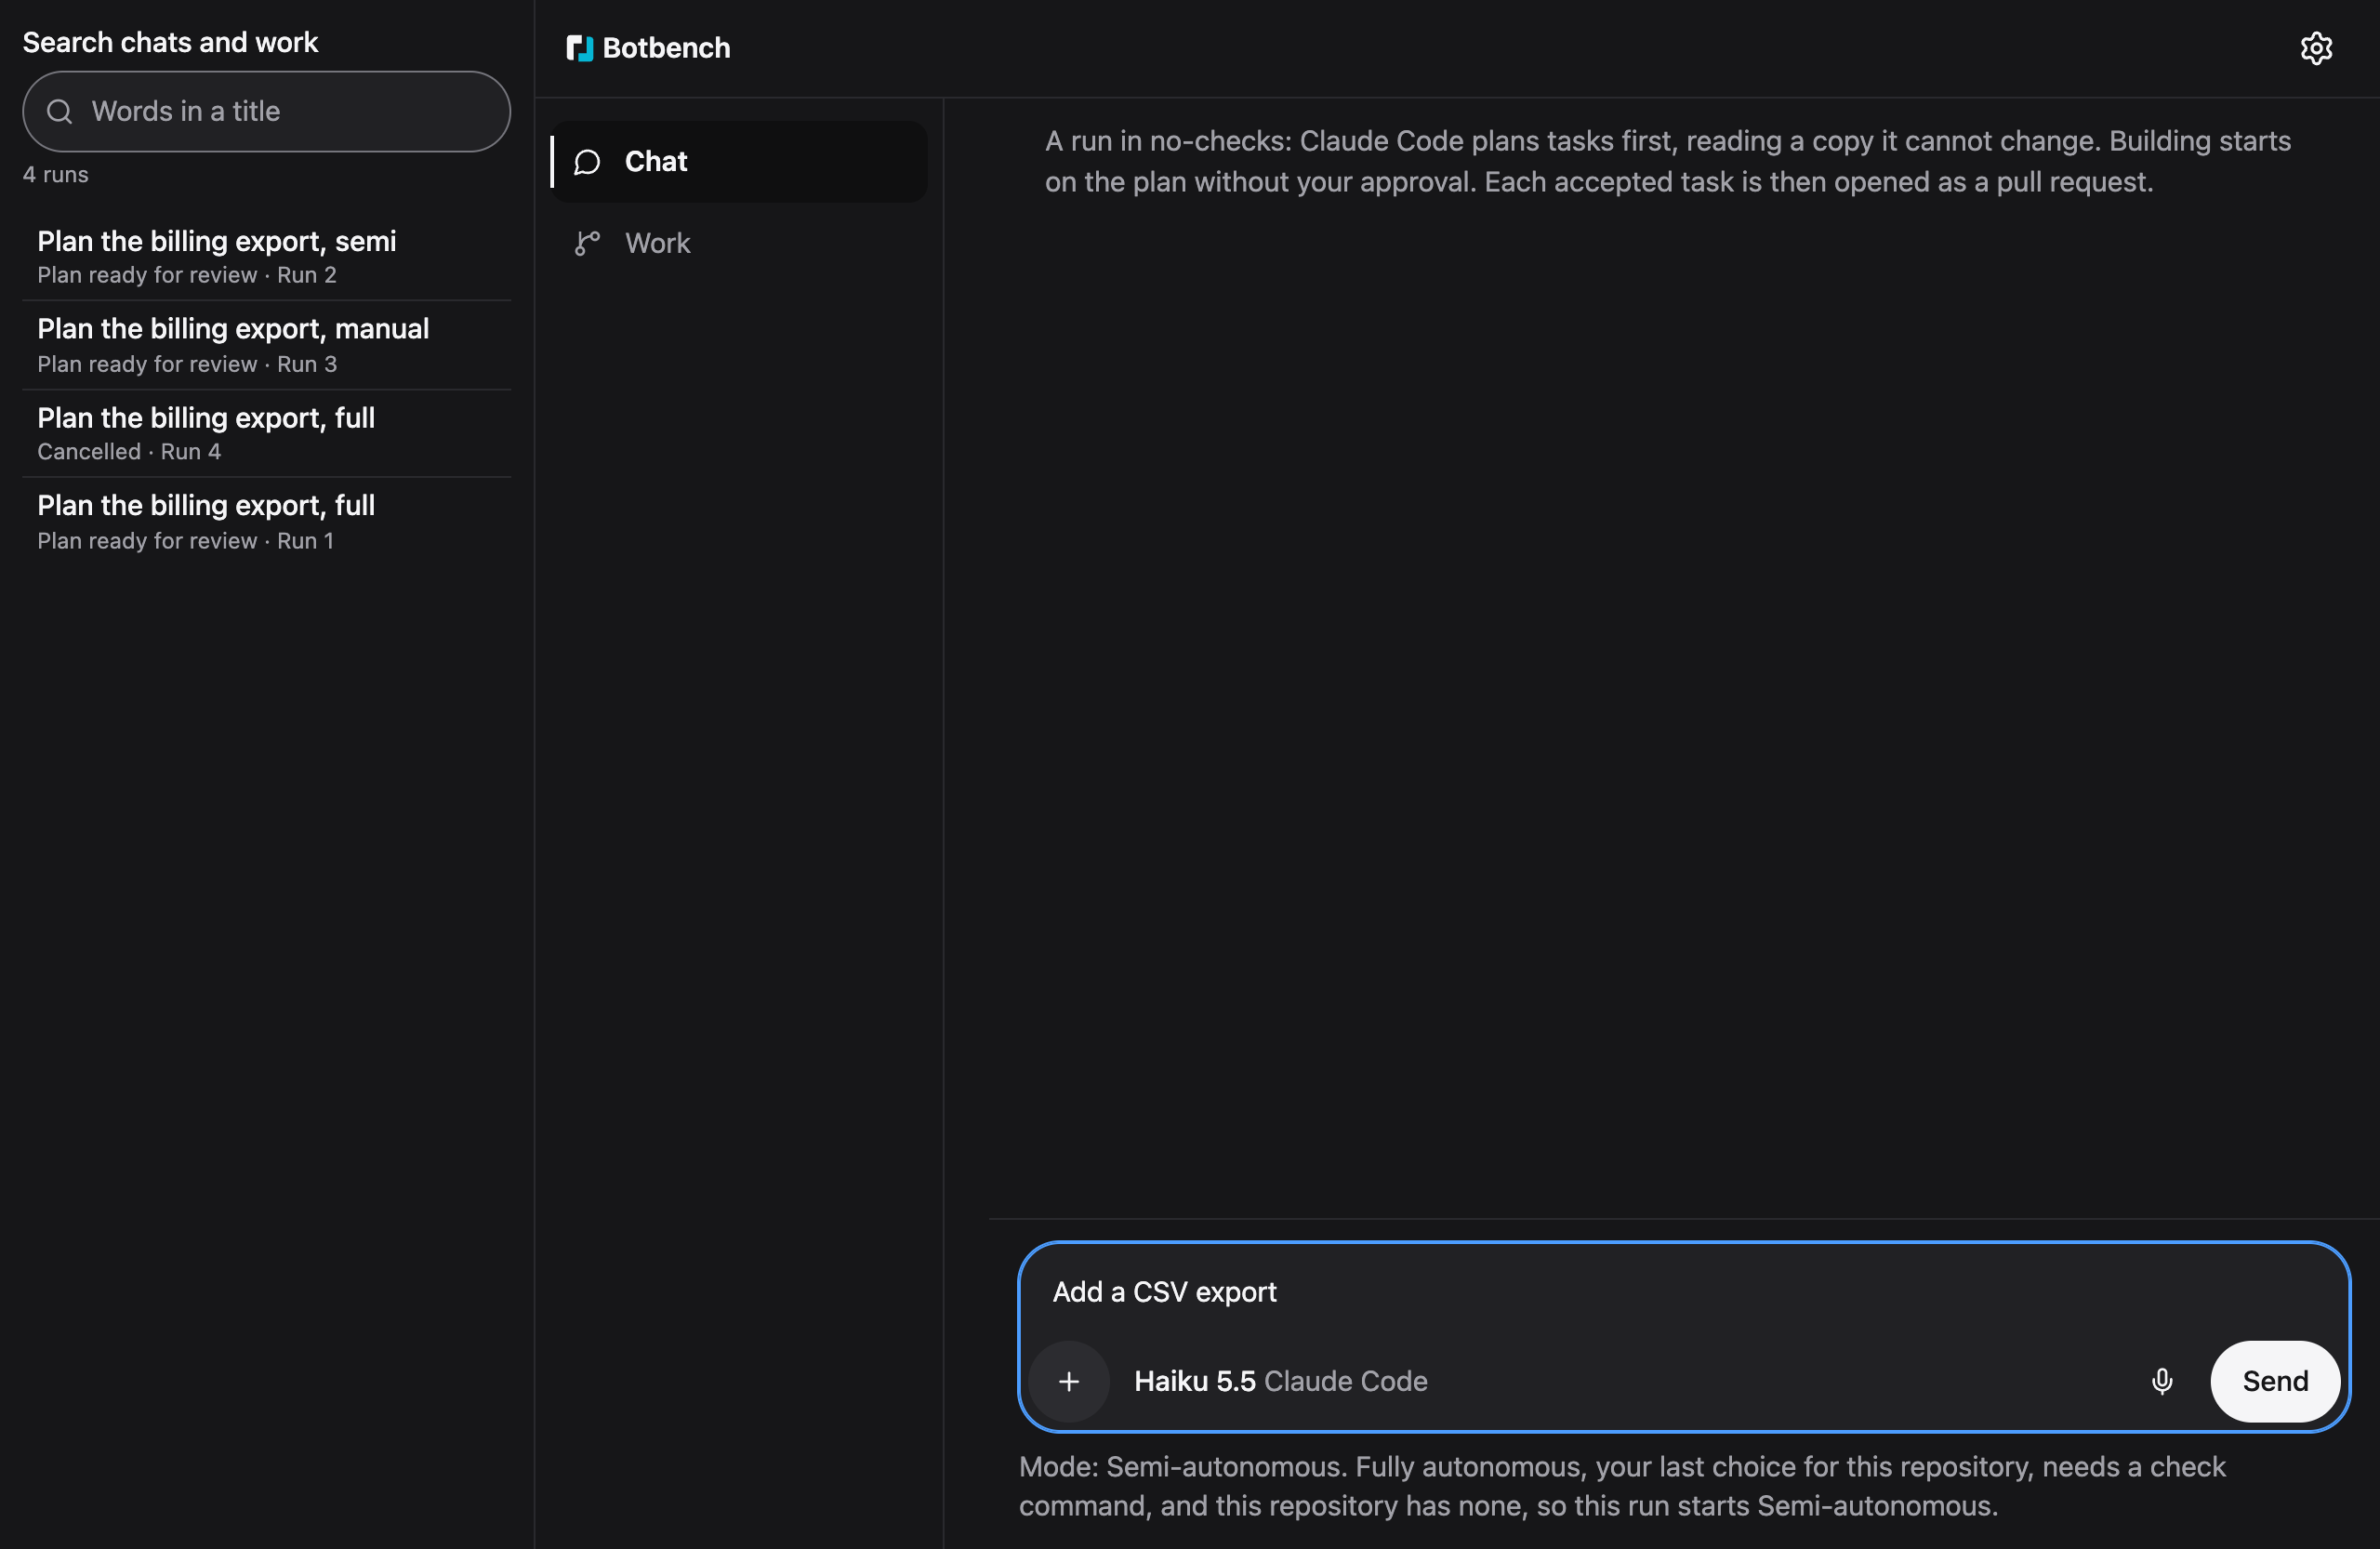 Search chats and work
Words in a title
4 runs
Plan the billing export, semi
Plan ready for review · Run 2
Plan the billing export, manual
Plan ready for review · Run 3
Plan the billing export, full
Cancelled · Run 4
Plan the billing export, full
Plan ready for review · Run 1
Botbench
Chat
Work
A run in no-checks: Claude Code plans tasks first, reading a copy it cannot change. Building starts
on the plan without your approval. Each accepted task is then opened as a pull request.
Add a CSV export
Haiku 5.5 Claude Code
Send
Mode: Semi-autonomous. Fully autonomous, your last choice for this repository, needs a check
command, and this repository has none, so this run starts Semi-autonomous.